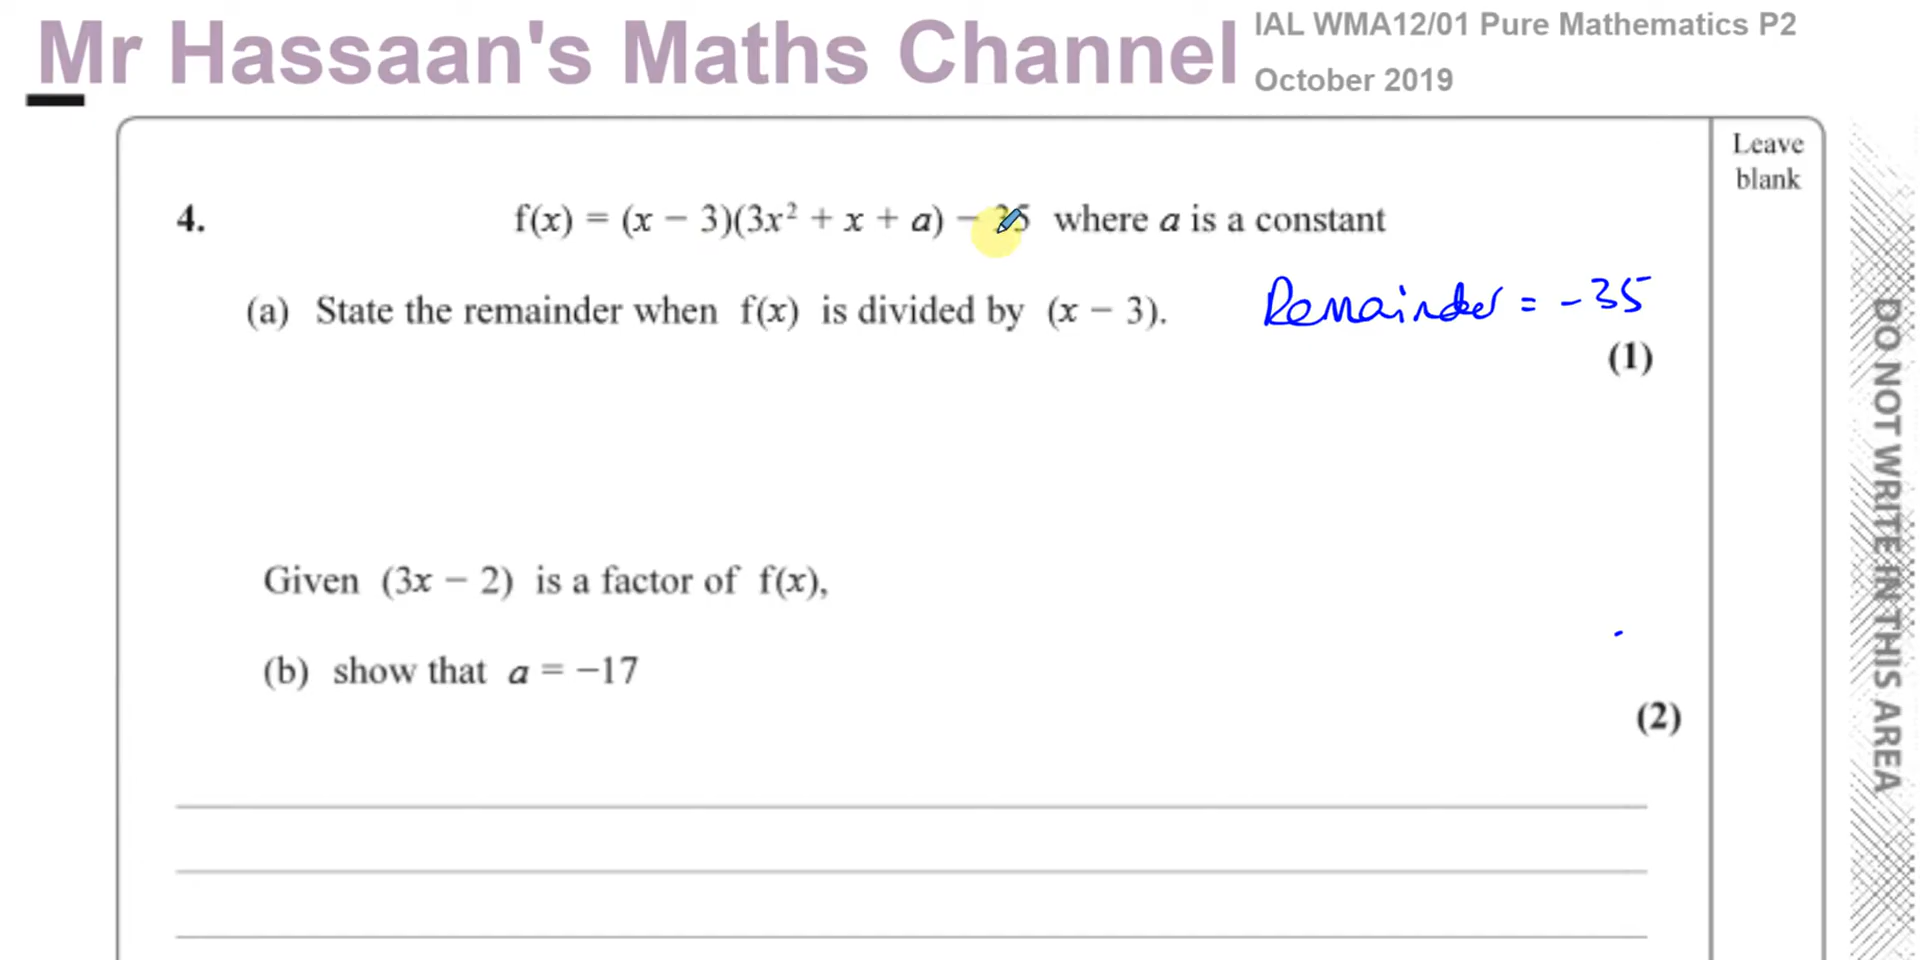 Mr Hassaan's Maths Channel
IAL WMA12/01 Pure Mathematics P2
October 2019
Leave
blank
4. f(x) = (x − 3)(3x² + x + a) − 35 where a is a constant
(a) State the remainder when f(x) is divided by (x − 3). Remainder = -35
(1)
Given (3x − 2) is a factor of f(x),
(b) show that a = −17
(2)
DO NOT WRITE IN THIS AREA